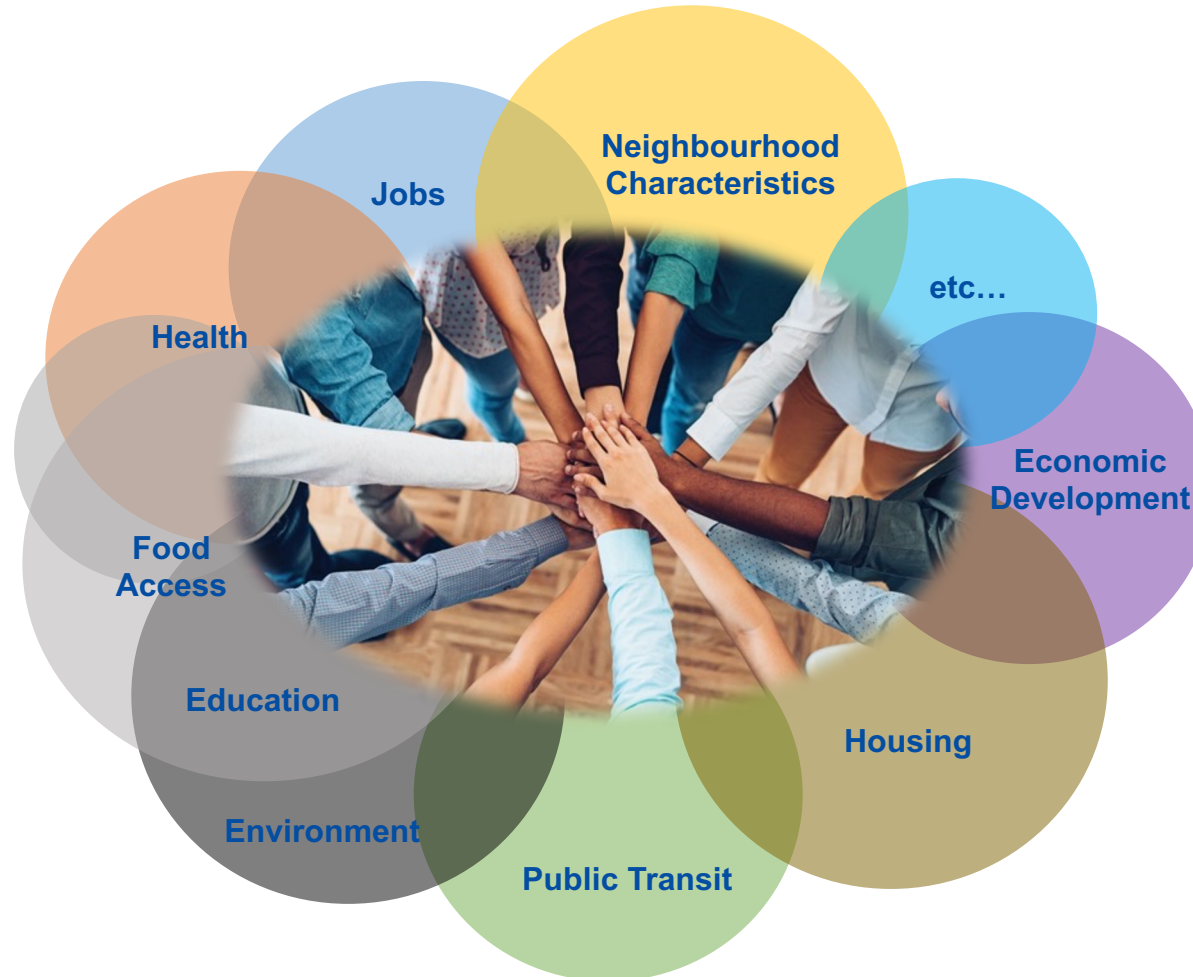 Neighbourhood
Characteristics
Jobs
etc…
Health
Economic
Development
Food
Access
Education
Housing
Environment
Public Transit